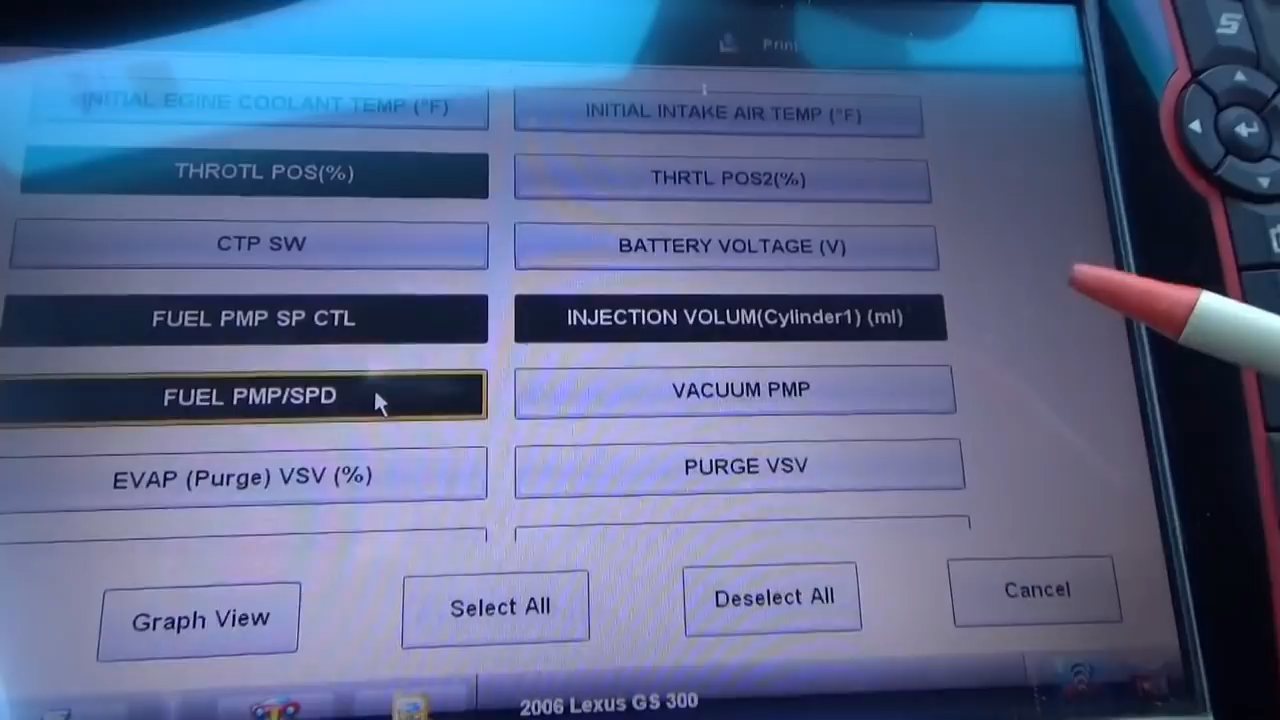 Print
INITIAL EGINE COOLANT TEMP (°F)
INITIAL INTAKE AIR TEMP (°F)
THROTL POS(%)
THRTL POS2(%)
CTP SW
BATTERY VOLTAGE (V)
FUEL PMP SP CTL
INJECTION VOLUM(Cylinder1) (ml)
FUEL PMP/SPD
VACUUM PMP
EVAP (Purge) VSV (%)
PURGE VSV
Graph View
Select All
Deselect All
Cancel
2006 Lexus GS 300
S